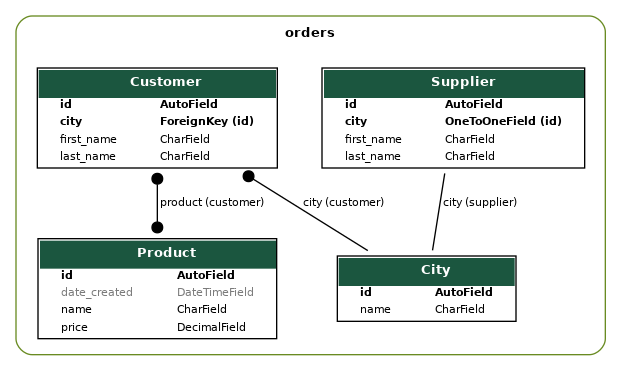 orders
Customer
id AutoField
city ForeignKey (id)
first_name CharField
last_name CharField
Supplier
id AutoField
city OneToOneField (id)
first_name CharField
last_name CharField
product (customer)
city (customer)
city (supplier)
Product
id AutoField
date_created DateTimeField
name CharField
price DecimalField
City
id AutoField
name CharField